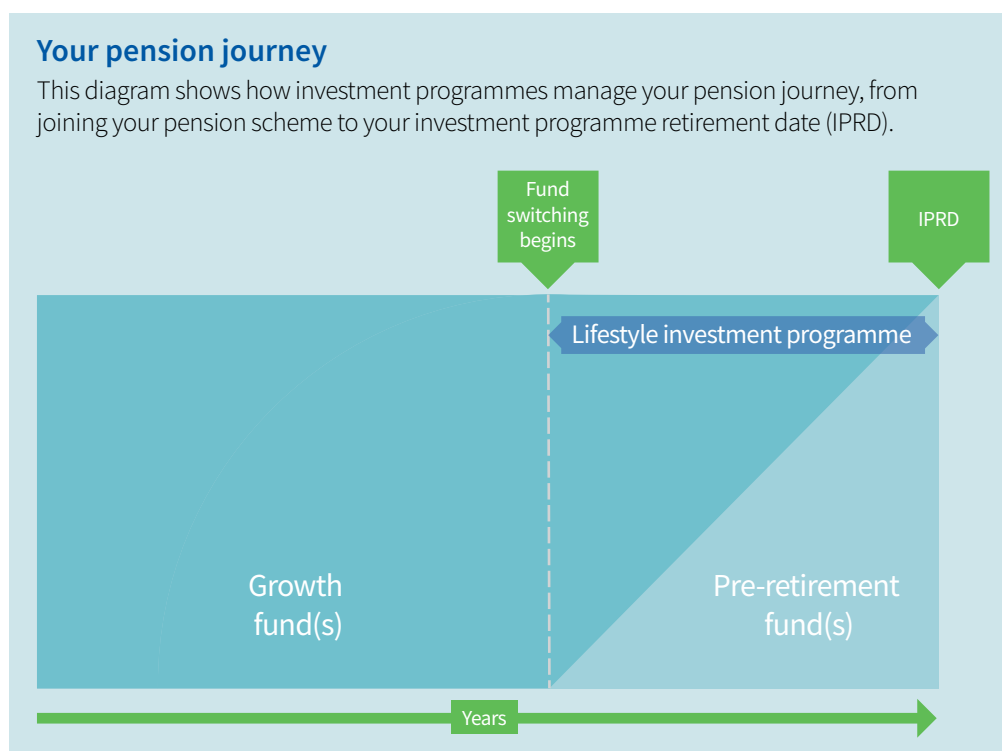 Your pension journey
This diagram shows how investment programmes manage your pension journey, from
joining your pension scheme to your investment programme retirement date (IPRD).
Fund
switching
begins
IPRD
Lifestyle investment programme
Growth
fund(s)
Pre-retirement
fund(s)
Years